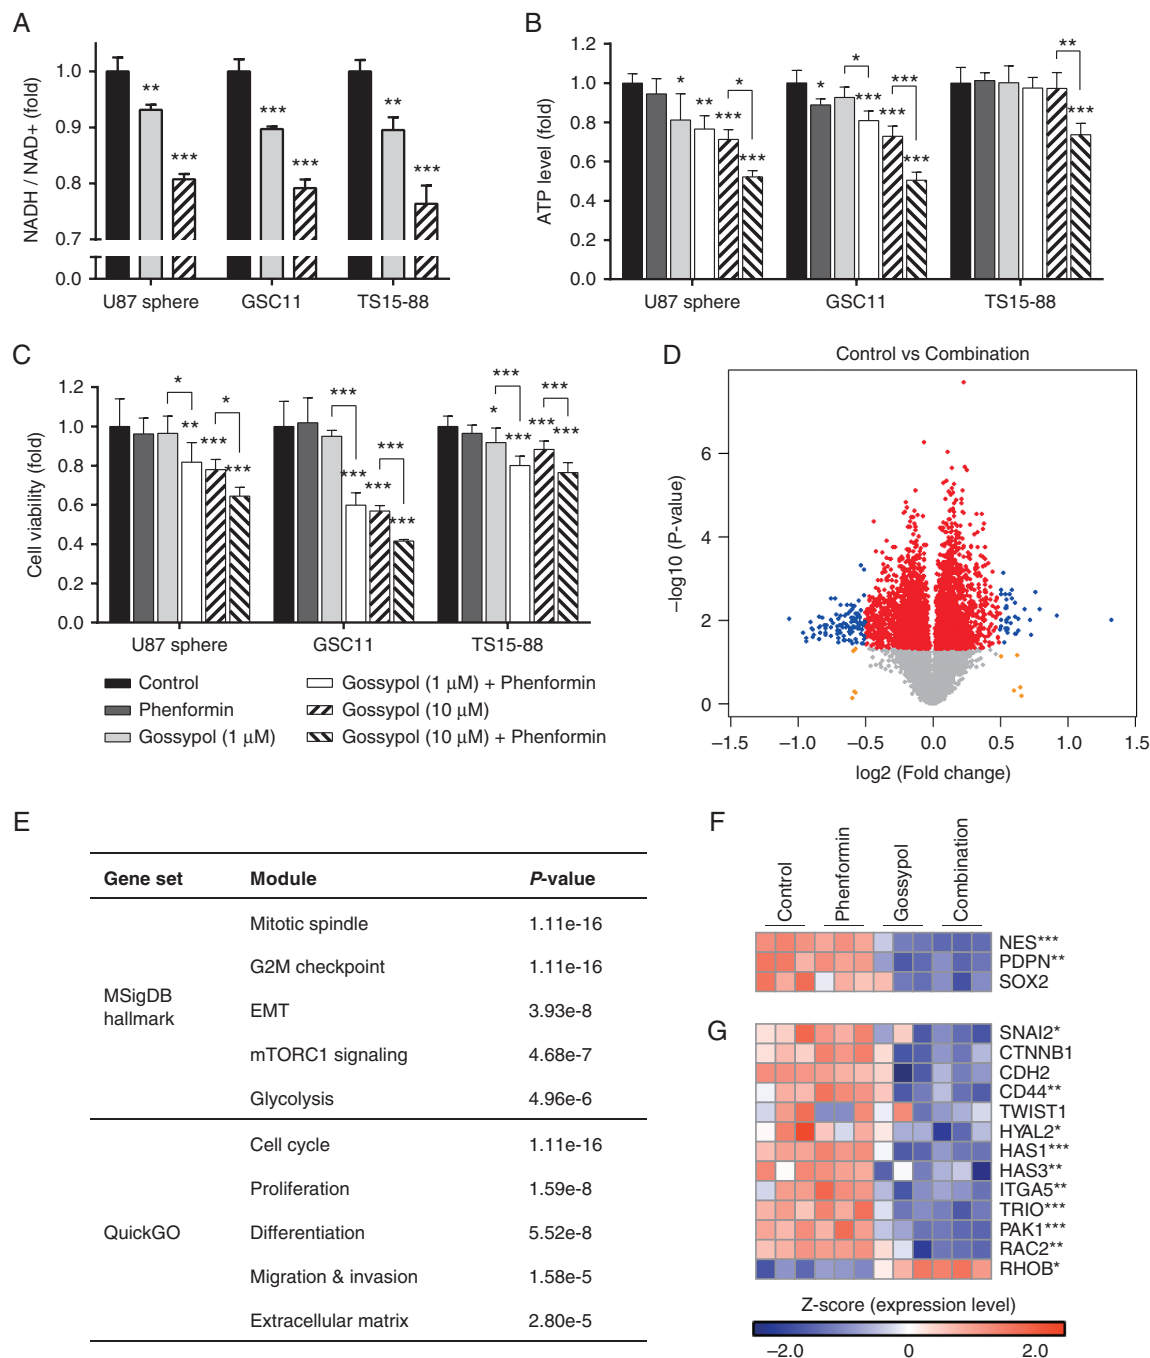 A
NADH / NAD+ (fold)
1.0
0.9
0.8
0.7
0.0
** *** *** *** ** ***
U87 sphere GSC11 TS15-88
B
ATP level (fold)
1.2
1.0
0.8
0.6
0.4
0.2
0.0
* ** *** * *** * * *** *** *** *** ** ***
U87 sphere GSC11 TS15-88
C
Cell viability (fold)
1.2
1.0
0.8
0.6
0.4
0.2
0.0
* ** *** * *** *** *** *** *** *** * *** *** *** *** ***
U87 sphere GSC11 TS15-88
Control
Phenformin
Gossypol (1 μM)
Gossypol (1 μM) + Phenformin
Gossypol (10 μM)
Gossypol (10 μM) + Phenformin
D
Control vs Combination
−log10 (P-value)
6
4
2
0
−1.5 −1.0 −0.5 0.0 0.5 1.0 1.5
log2 (Fold change)
E
Gene set Module P-value
MSigDB
hallmark
Mitotic spindle 1.11e-16
G2M checkpoint 1.11e-16
EMT 3.93e-8
mTORC1 signaling 4.68e-7
Glycolysis 4.96e-6
QuickGO
Cell cycle 1.11e-16
Proliferation 1.59e-8
Differentiation 5.52e-8
Migration & invasion 1.58e-5
Extracellular matrix 2.80e-5
F
Control Phenformin Gossypol Combination
NES***
PDPN**
SOX2
G
SNAI2*
CTNNB1
CDH2
CD44**
TWIST1
HYAL2*
HAS1***
HAS3**
ITGA5**
TRIO***
PAK1***
RAC2**
RHOB*
Z-score (expression level)
−2.0 0 2.0